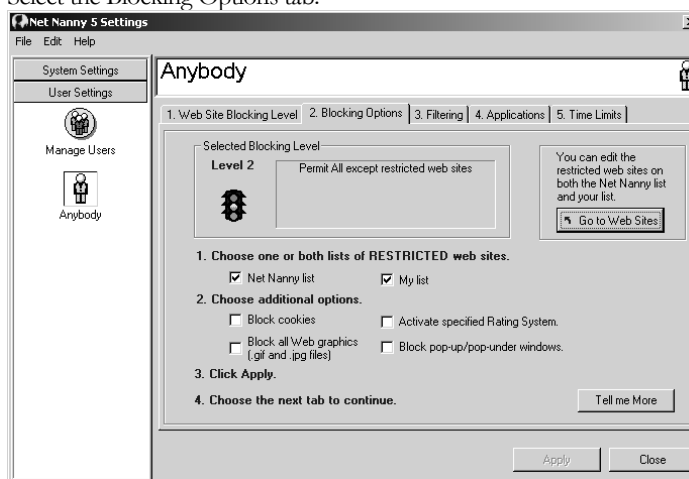 Select the Blocking Options tab.
Net Nanny 5 Settings
File Edit Help
System Settings
User Settings
Manage Users
Anybody
Anybody
1. Web Site Blocking Level 2. Blocking Options 3. Filtering 4. Applications 5. Time Limits
Selected Blocking Level
Level 2
Permit All except restricted web sites
You can edit the
restricted web sites on
both the Net Nanny list
and your list.
Go to Web Sites
1. Choose one or both lists of RESTRICTED web sites.
Net Nanny list My list
2. Choose additional options.
Block cookies Activate specified Rating System.
Block all Web graphics
(.gif and .jpg files)
Block pop-up/pop-under windows.
3. Click Apply.
4. Choose the next tab to continue.
Tell me More
Apply Close